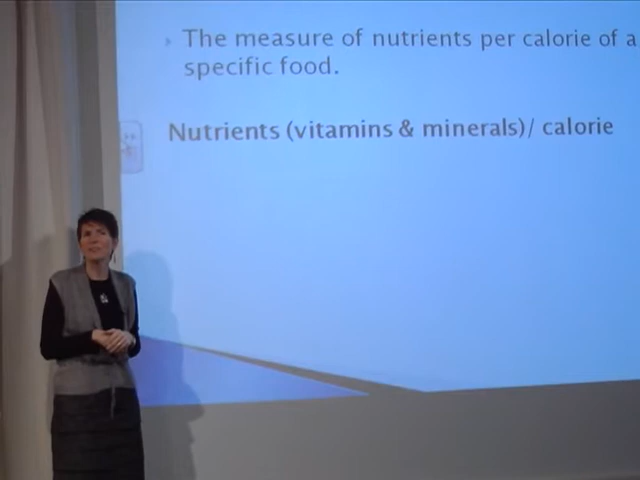 The measure of nutrients per calorie of a
specific food.
Nutrients (vitamins & minerals)/ calorie